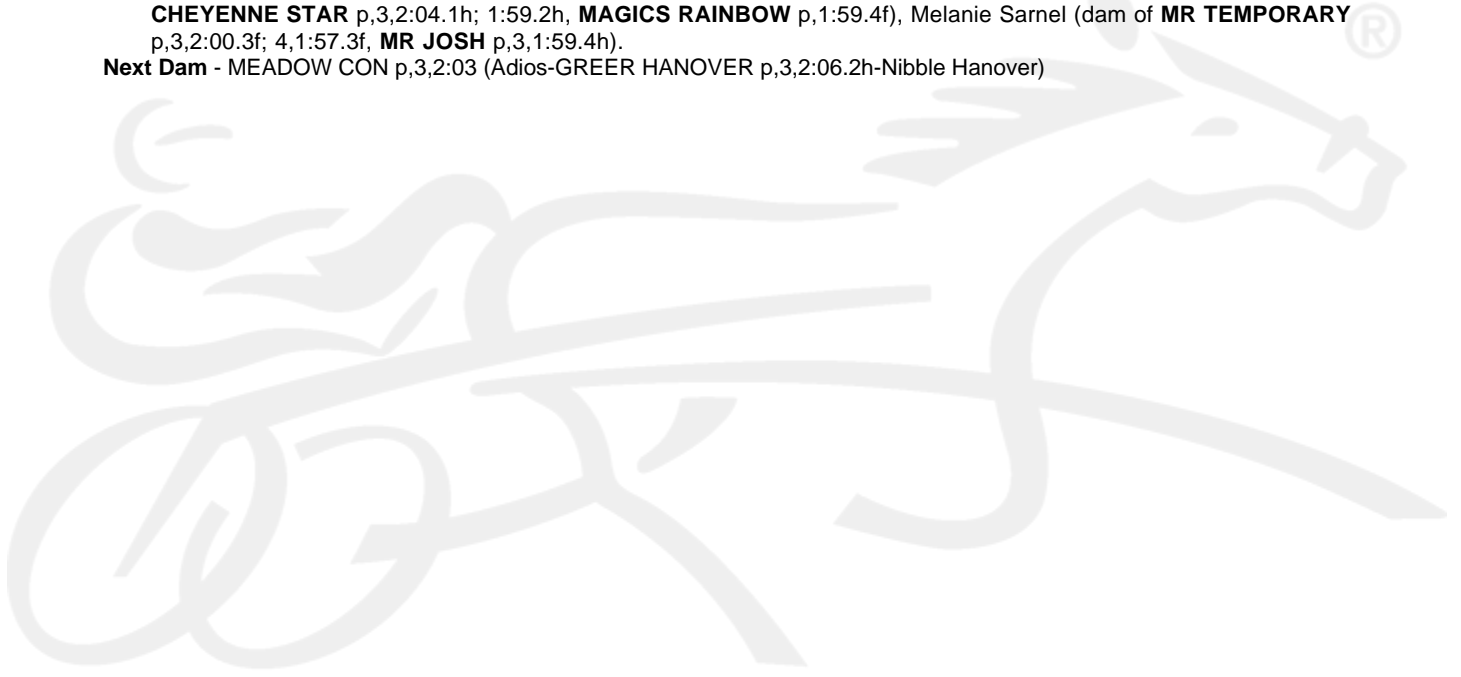 CHEYENNE STAR p,3,2:04.1h; 1:59.2h, MAGICS RAINBOW p,1:59.4f), Melanie Sarnel (dam of MR TEMPORARY
p,3,2:00.3f; 4,1:57.3f, MR JOSH p,3,1:59.4h).
Next Dam - MEADOW CON p,3,2:03 (Adios-GREER HANOVER p,3,2:06.2h-Nibble Hanover)
®